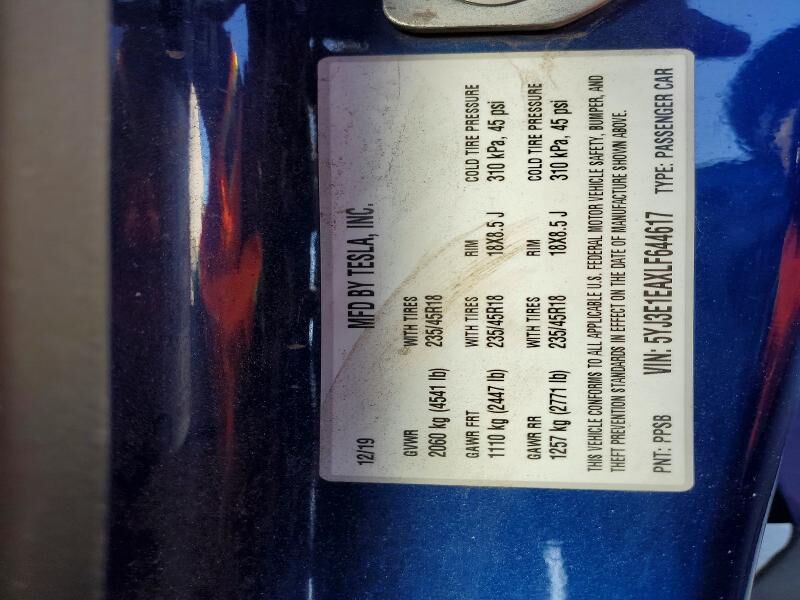 12/19 MFD BY TESLA, INC.
GVWR WITH TIRES
2060 kg (4541 lb) 235/45R18
GAWR FRT WITH TIRES RIM COLD TIRE PRESSURE
1110 kg (2447 lb) 235/45R18 18X8.5 J 310 kPa, 45 psi
GAWR RR WITH TIRES RIM COLD TIRE PRESSURE
1257 kg (2771 lb) 235/45R18 18X8.5 J 310 kPa, 45 psi
THIS VEHICLE CONFORMS TO ALL APPLICABLE U.S. FEDERAL MOTOR VEHICLE SAFETY, BUMPER, AND
THEFT PREVENTION STANDARDS IN EFFECT ON THE DATE OF MANUFACTURE SHOWN ABOVE.
PNT: PPSB VIN: 5YJ3E1EAXLF644617 TYPE: PASSENGER CAR